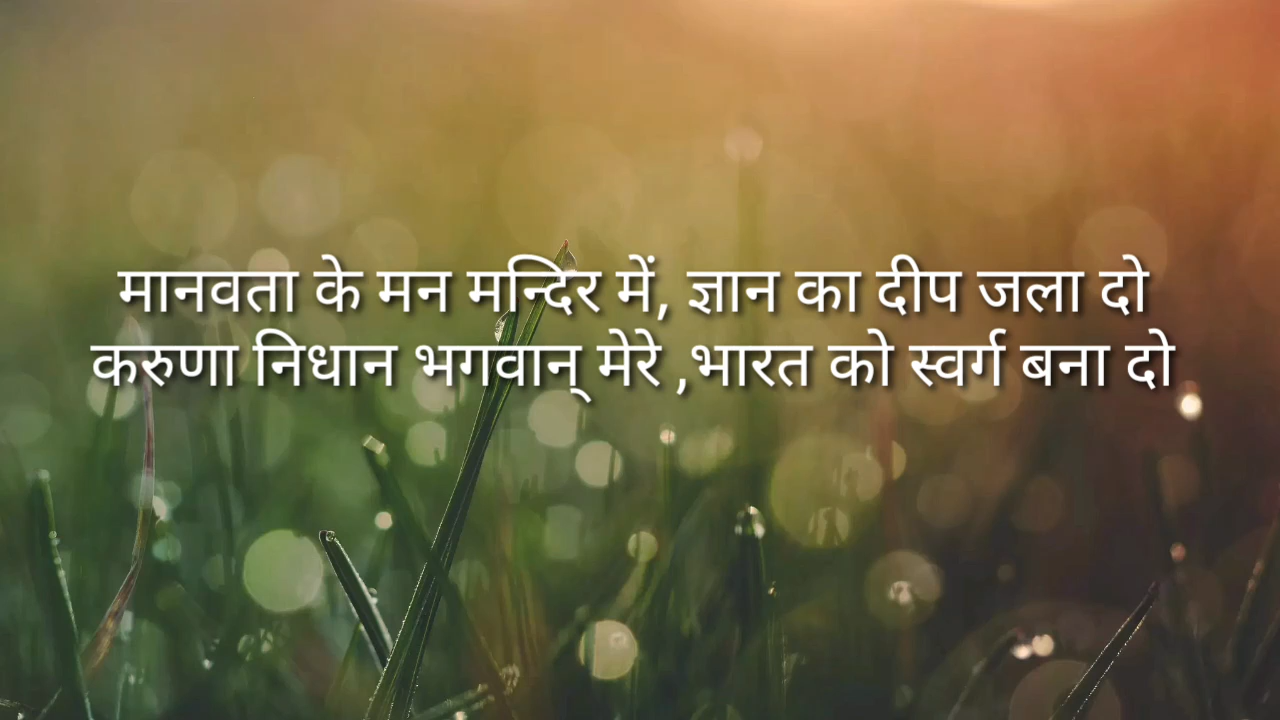 मानवता के मन मन्दिर में, ज्ञान का दीप जला दो
करुणा निधान भगवान् मेरे ,भारत को स्वर्ग बना दो